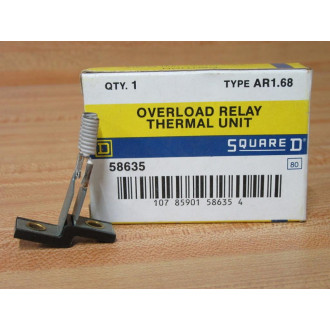 QTY. 1 TYPE AR1.68
OVERLOAD RELAY
THERMAL UNIT
D SQUARE D
58635 80
107 85901 58635 4